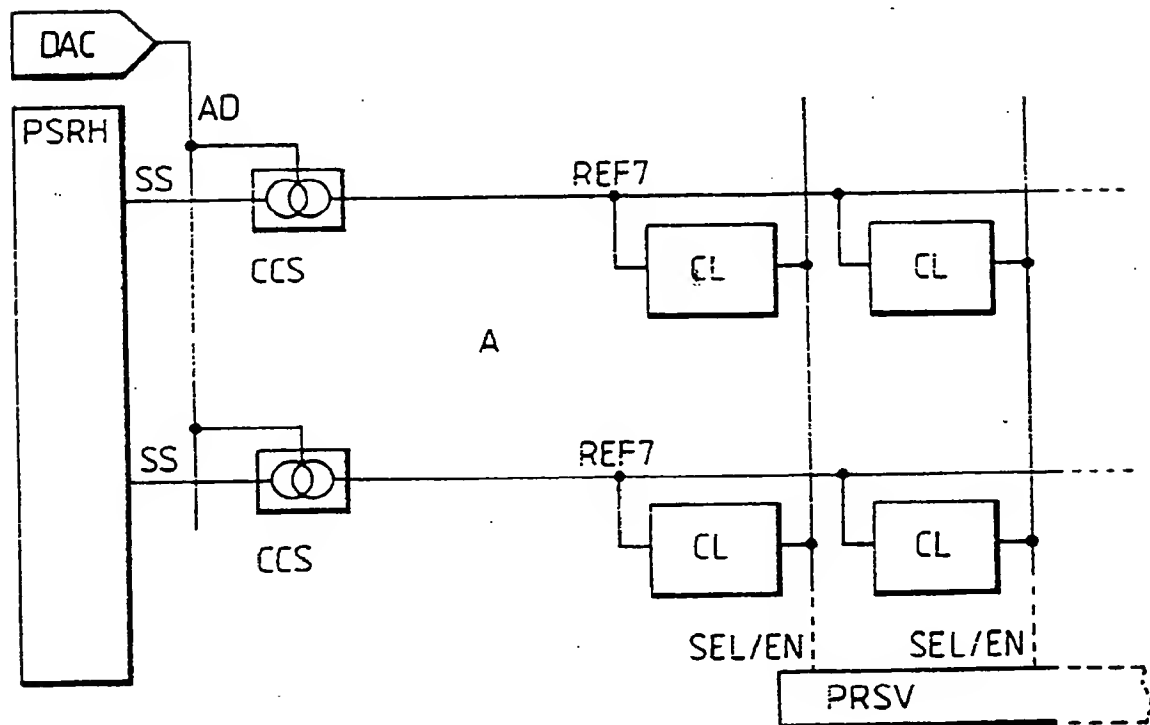 DAC
AD
PSRH
SS
REF7
CL
CL
CCS
A
SS
REF7
CL
CL
CCS
SEL/EN
SEL/EN
PRSV